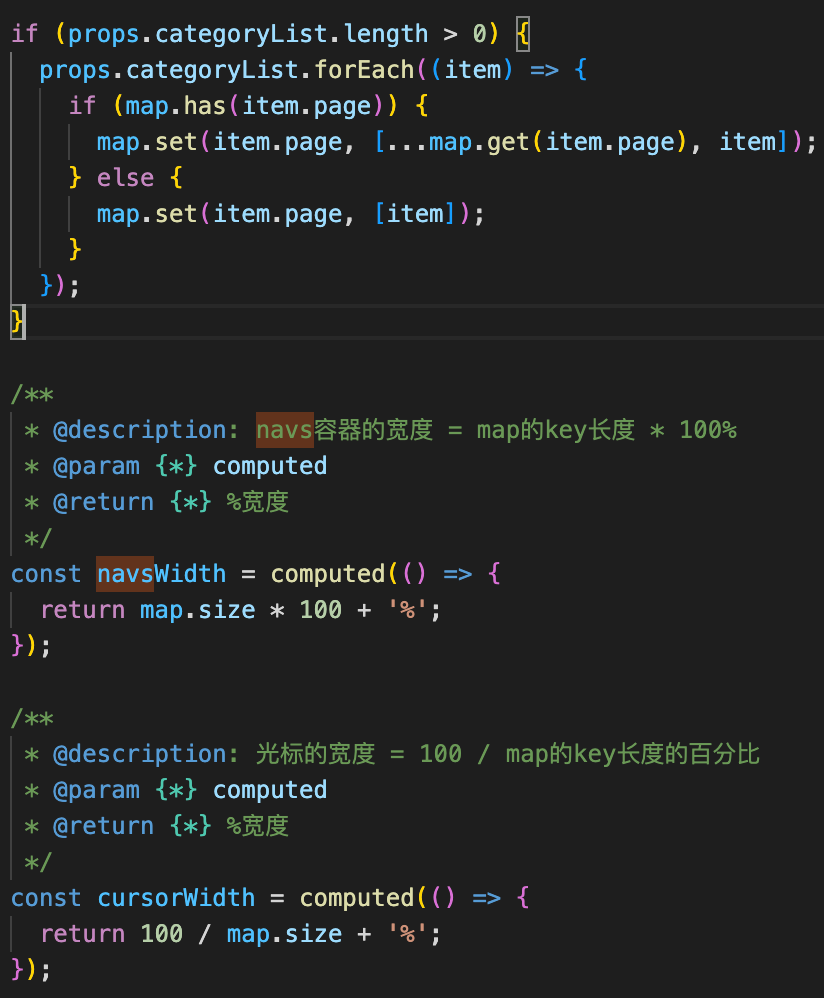 if (props.categoryList.length > 0) {
  props.categoryList.forEach((item) => {
    if (map.has(item.page)) {
      map.set(item.page, [...map.get(item.page), item]);
    } else {
      map.set(item.page, [item]);
    }
  });
}

/**
 * @description: navs容器的宽度 = map的key长度 * 100%
 * @param {*} computed
 * @return {*} %宽度
 */
const navsWidth = computed(() => {
  return map.size * 100 + '%';
});

/**
 * @description: 光标的宽度 = 100 / map的key长度的百分比
 * @param {*} computed
 * @return {*} %宽度
 */
const cursorWidth = computed(() => {
  return 100 / map.size + '%';
});